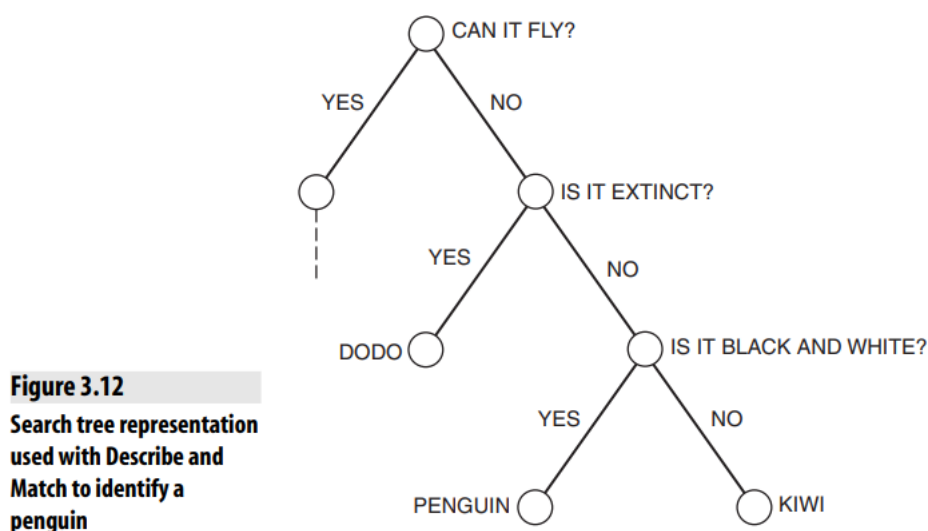 CAN IT FLY?
YES
NO
IS IT EXTINCT?
YES
NO
DODO
IS IT BLACK AND WHITE?
YES
NO
PENGUIN
KIWI
Figure 3.12
Search tree representation
used with Describe and
Match to identify a
penguin